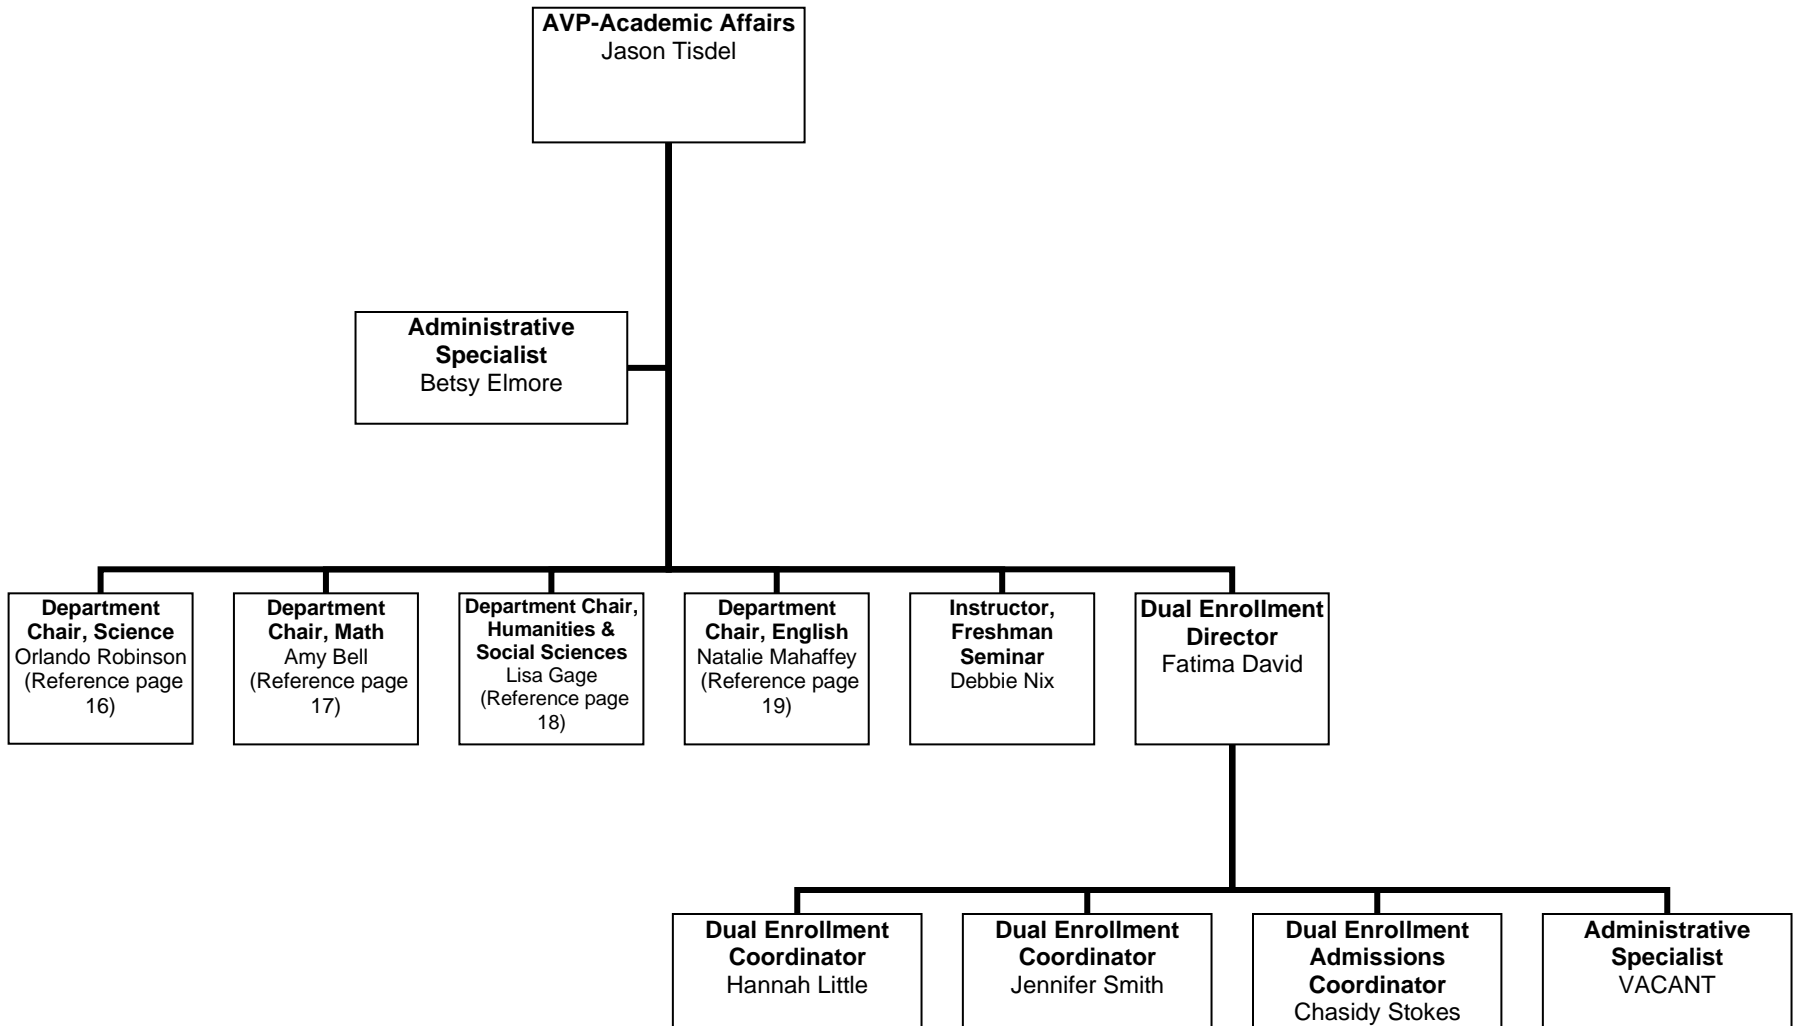 AVP-Academic Affairs
Jason Tisdel
Administrative
Specialist
Betsy Elmore
Department
Chair, Science
Orlando Robinson
(Reference page
16)
Department
Chair, Math
Amy Bell
(Reference page
17)
Department Chair,
Humanities &
Social Sciences
Lisa Gage
(Reference page
18)
Department
Chair, English
Natalie Mahaffey
(Reference page
19)
Instructor,
Freshman
Seminar
Debbie Nix
Dual Enrollment
Director
Fatima David
Dual Enrollment
Coordinator
Hannah Little
Dual Enrollment
Coordinator
Jennifer Smith
Dual Enrollment
Admissions
Coordinator
Chasidy Stokes
Administrative
Specialist
VACANT